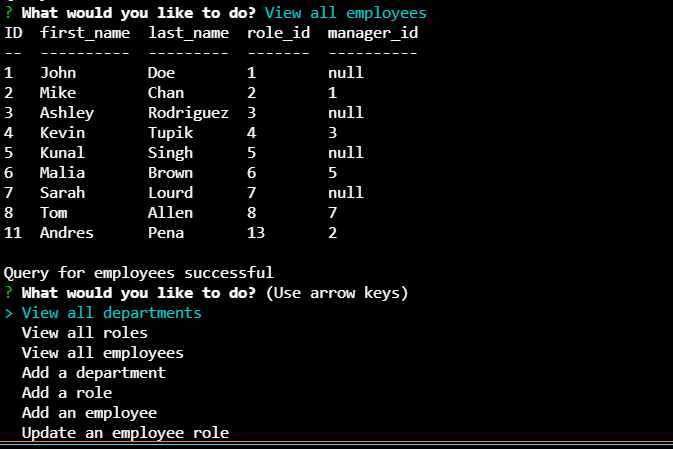 ? What would you like to do? View all employees
ID  first_name  last_name  role_id  manager_id
--  ----------  ---------  -------  ----------
1   John        Doe        1        null
2   Mike        Chan       2        1
3   Ashley      Rodriguez  3        null
4   Kevin       Tupik      4        3
5   Kunal       Singh      5        null
6   Malia       Brown      6        5
7   Sarah       Lourd      7        null
8   Tom         Allen      8        7
11  Andres      Pena       13       2
Query for employees successful
? What would you like to do? (Use arrow keys)
> View all departments
View all roles
View all employees
Add a department
Add a role
Add an employee
Update an employee role